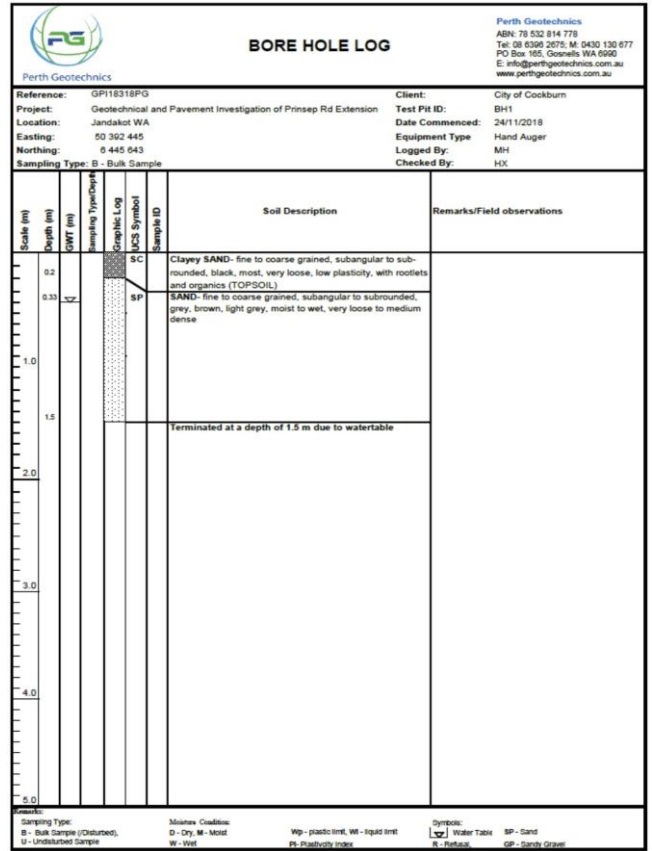 PG
Perth Geotechnics
BORE HOLE LOG
Perth Geotechnics
ABN: 78 532 814 778
Tel: 08 6396 2675; M: 0430 130 677
PO Box 165, Gosnells WA 6990
E: info@perthgeotechnics.com.au
www.perthgeotechnics.com.au
Reference: GPI18318PG Client: City of Cockburn
Project: Geotechnical and Pavement Investigation of Prinsep Rd Extension Test Pit ID: BH1
Location: Jandakot WA Date Commenced: 24/11/2018
Easting: 50 392 445 Equipment Type Hand Auger
Northing: 6 445 643 Logged By: MH
Sampling Type: B - Bulk Sample Checked By: HX
Scale (m) Depth (m) GWT (m) Sampling Type/Depth Graphic Log UCS Symbol Sample ID Soil Description Remarks/Field observations
SC Clayey SAND- fine to coarse grained, subangular to sub-
0.2 rounded, black, most, very loose, low plasticity, with rootlets
and organics (TOPSOIL)
0.33 SP SAND- fine to coarse grained, subangular to subrounded,
grey, brown, light grey, moist to wet, very loose to medium
dense
1.0
1.5
Terminated at a depth of 1.5 m due to watertable
2.0
3.0
4.0
5.0
Remarks:
Sampling Type: Moisture Condition: Symbols:
B - Bulk Sample (/Disturbed), D - Dry, M - Moist Wp - plastic limit, Wl - liquid limit Water Table SP - Sand
U - Undisturbed Sample W - Wet PI- Plastivity Index R - Refusal, GP - Sandy Gravel